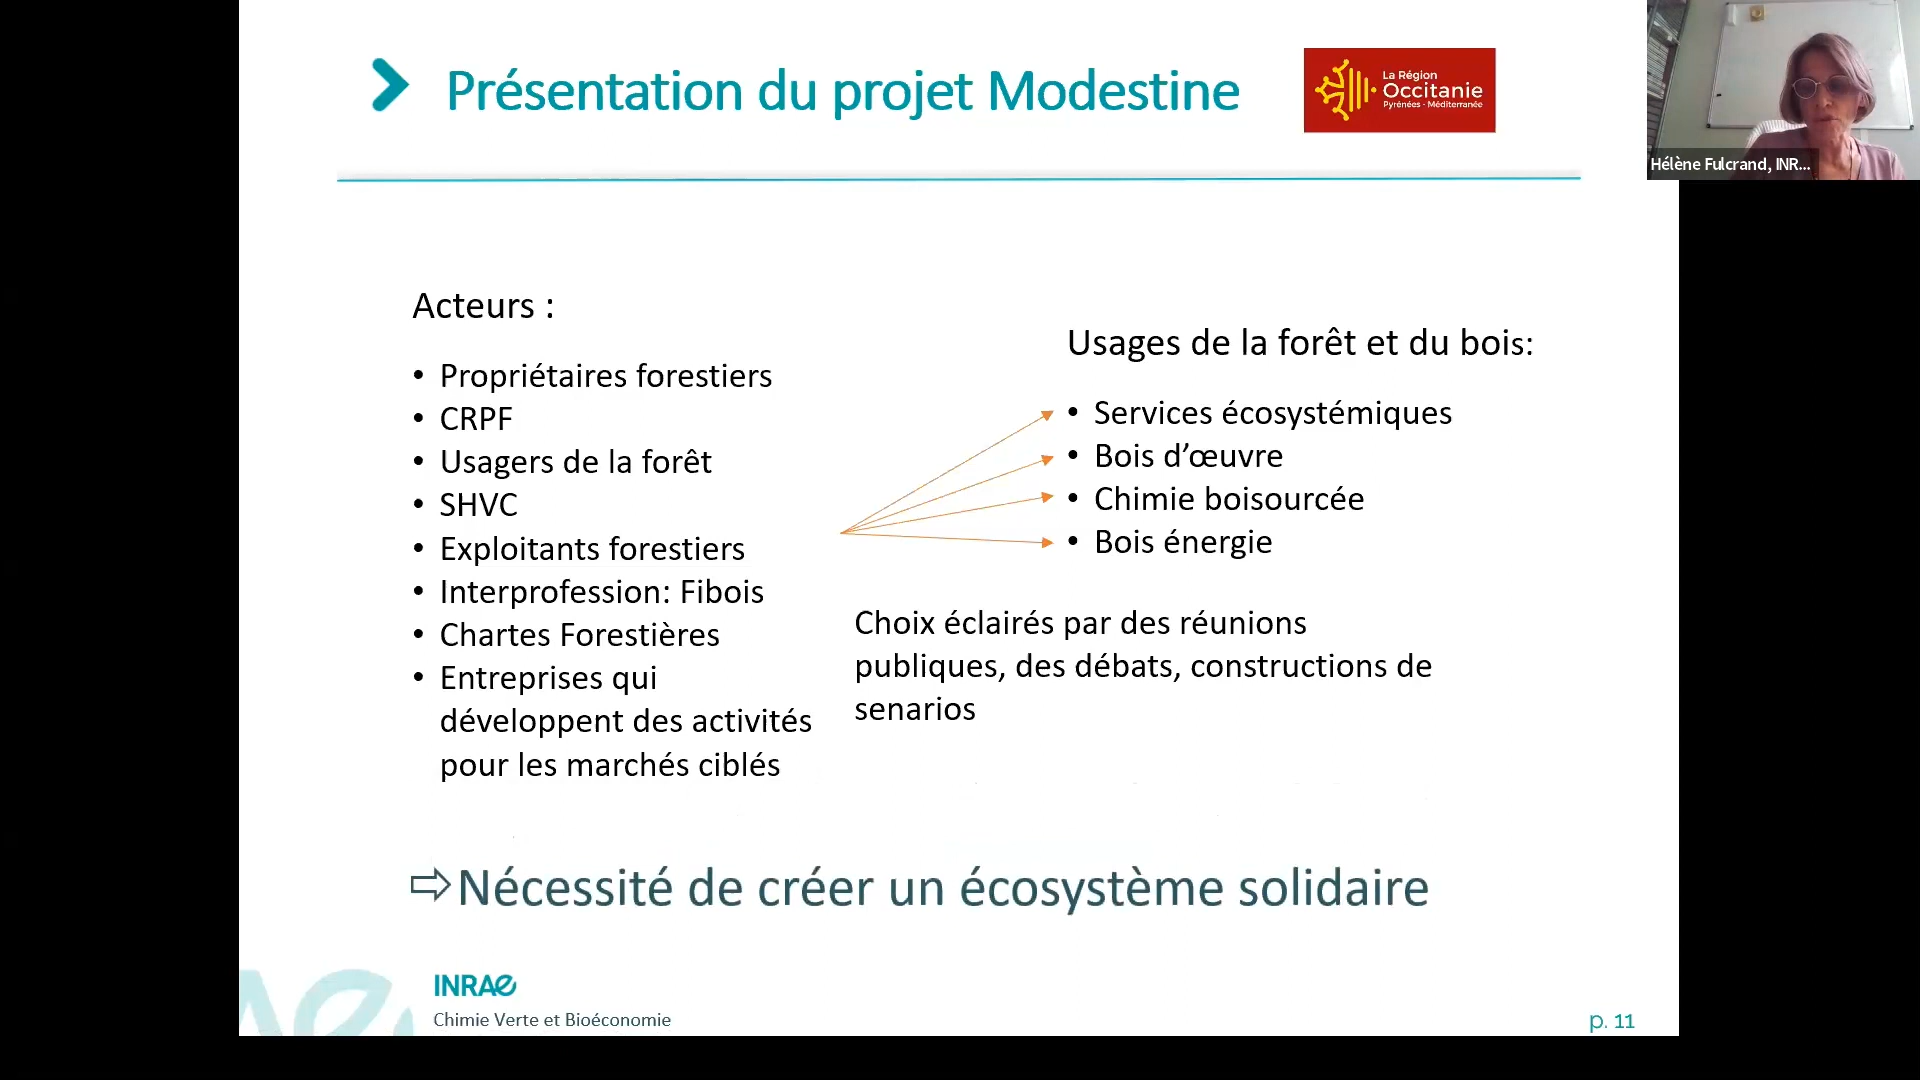 Présentation du projet Modestine
La Région
Occitanie
Pyrénées - Méditerranée
Hélène Fulcrand, INR...
Acteurs :
• Propriétaires forestiers
• CRPF
• Usagers de la forêt
• SHVC
• Exploitants forestiers
• Interprofession: Fibois
• Chartes Forestières
• Entreprises qui
développent des activités
pour les marchés ciblés
Usages de la forêt et du bois:
• Services écosystémiques
• Bois d’œuvre
• Chimie boisourcée
• Bois énergie
Choix éclairés par des réunions
publiques, des débats, constructions de
senarios
⇨Nécessité de créer un écosystème solidaire
INRAE
Chimie Verte et Bioéconomie
p. 11